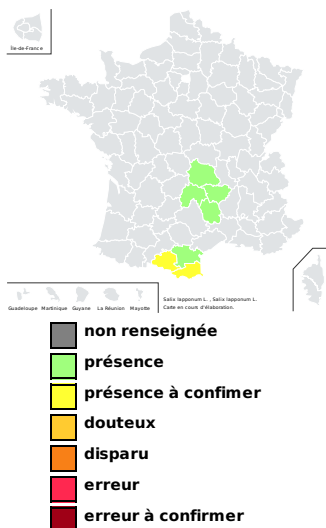 Île-de-France
Guadeloupe Martinique Guyane La Réunion Mayotte
Salix lapponum L. , Salix lapponum L.
Carte en cours d'élaboration.
non renseignée
présence
présence à confimer
douteux
disparu
erreur
erreur à confirmer